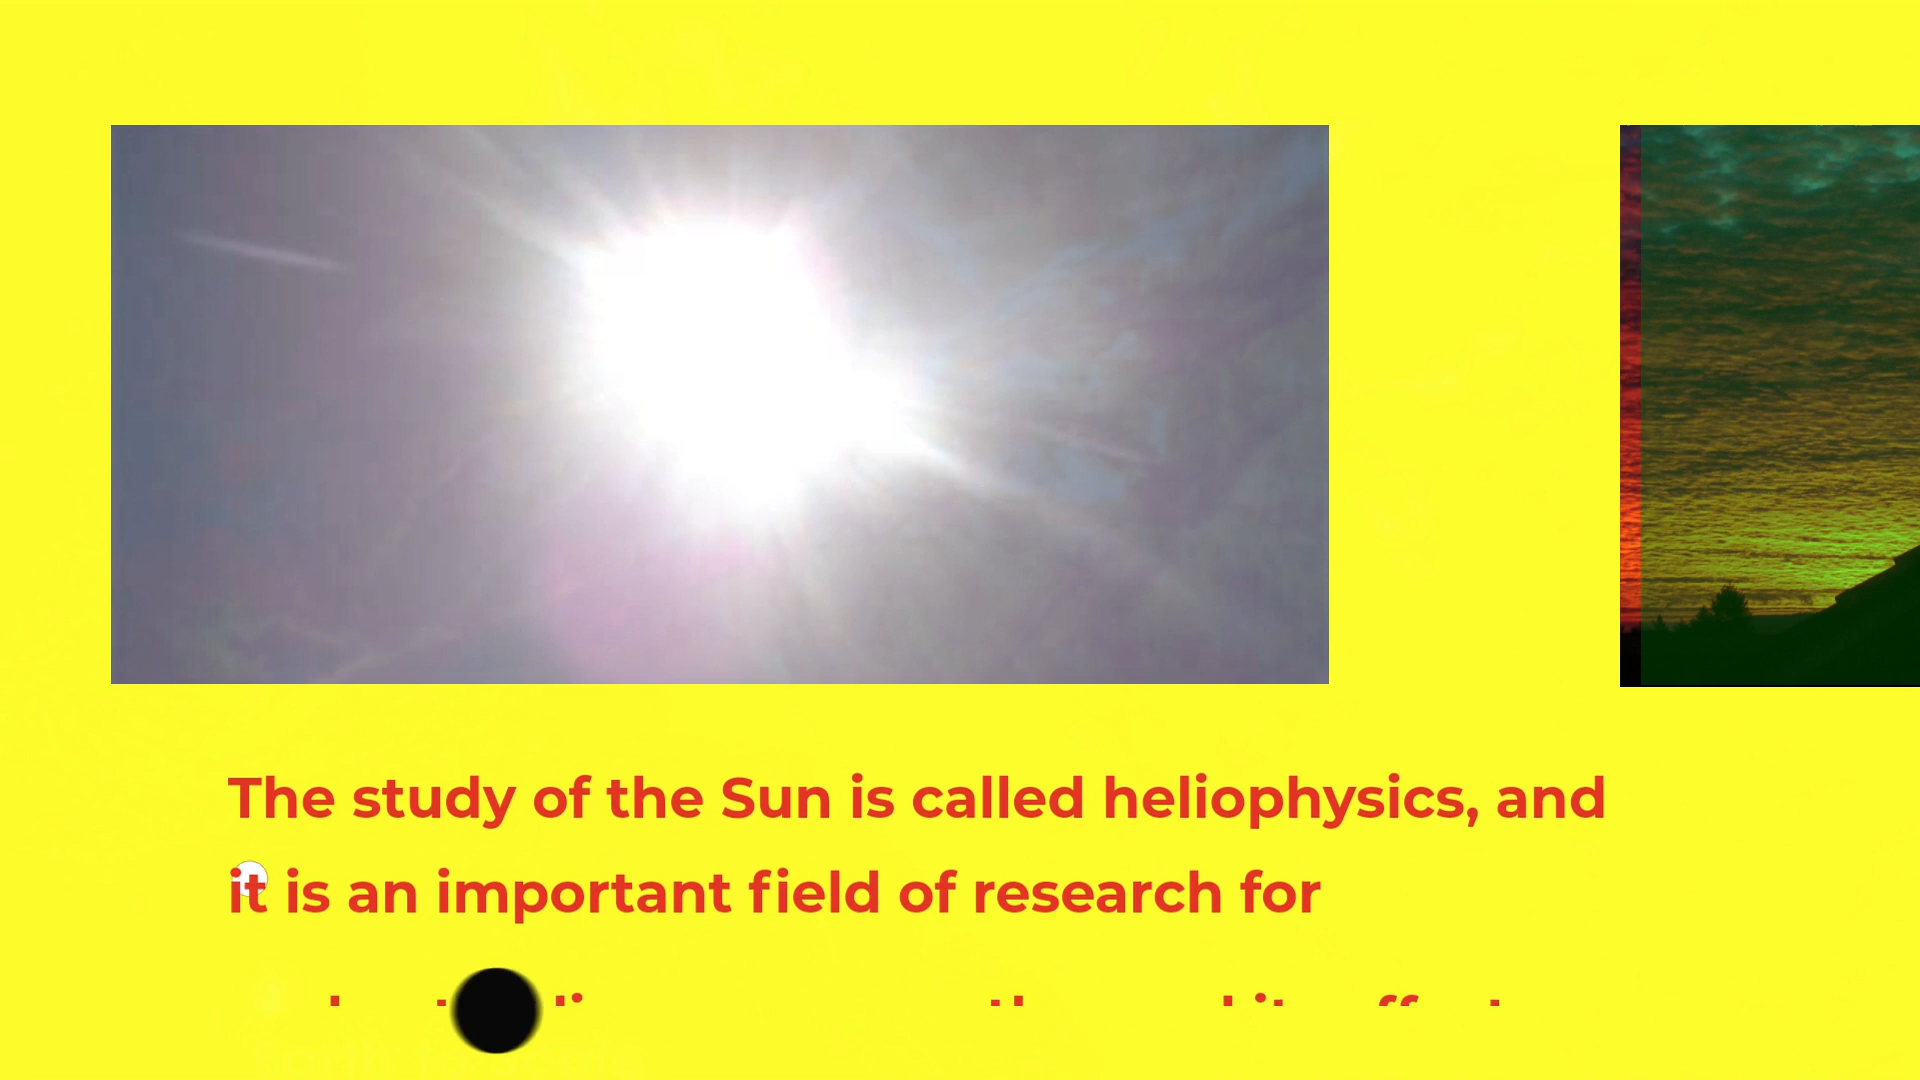 The study of the Sun is called heliophysics, and
it is an important field of research for